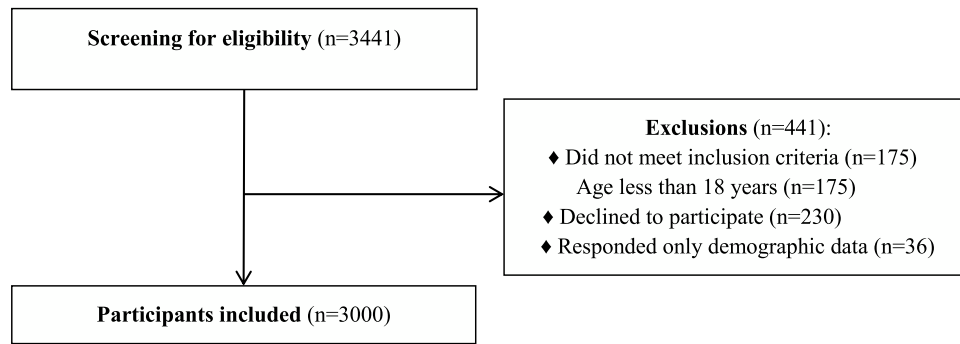 Screening for eligibility (n=3441)
Exclusions (n=441):
♦ Did not meet inclusion criteria (n=175)
Age less than 18 years (n=175)
♦ Declined to participate (n=230)
♦ Responded only demographic data (n=36)
Participants included (n=3000)